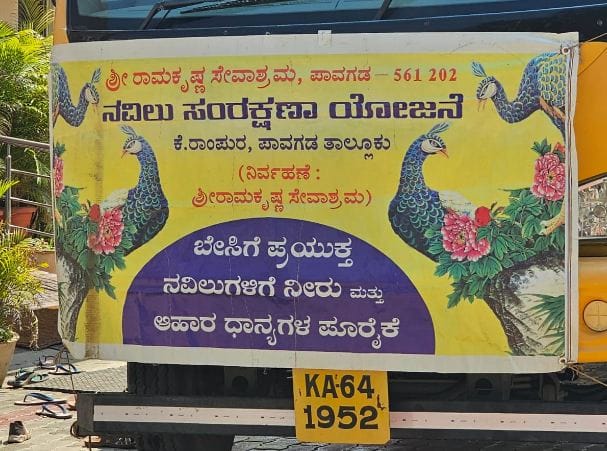 ಶ್ರೀ ರಾಮಕೃಷ್ಣ ಸೇವಾಶ್ರಮ, ಪಾವಗಡ – 561 202
ನವಿಲು ಸಂರಕ್ಷಣಾ ಯೋಜನೆ
ಕೆ.ರಾಂಪುರ, ಪಾವಗಡ ತಾಲ್ಲೂಕು
(ನಿರ್ವಹಣೆ :
ಶ್ರೀರಾಮಕೃಷ್ಣ ಸೇವಾಶ್ರಮ)
ಬೇಸಿಗೆ ಪ್ರಯುಕ್ತ
ನವಿಲುಗಳಿಗೆ ನೀರು ಮತ್ತು
ಆಹಾರ ಧಾನ್ಯಗಳ ಪೂರೈಕೆ
KA-64
1952